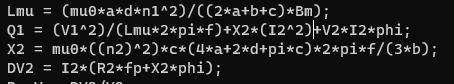 Lmu = (mu0*a*d*n1^2)/((2*a+b+c)*Bm);
Q1 = (V1^2)/(Lmu*2*pi*f)+X2*(I2^2)+V2*I2*phi;
X2 = mu0*((n2)^2)*c*(4*a+2*d+pi*c)*2*pi*f/(3*b);
DV2 = I2*(R2*fp+X2*phi);